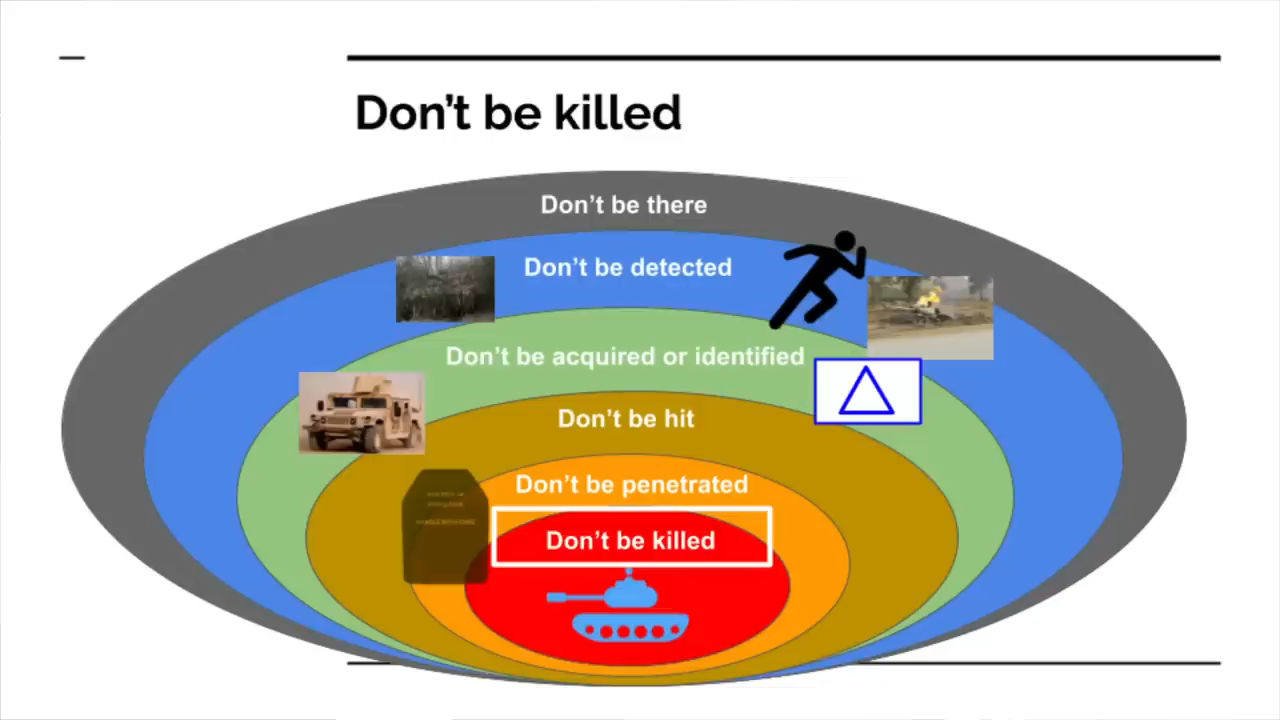 Don't be killed
Don't be there
Don't be detected
Don't be acquired or identified
Don't be hit
Don't be penetrated
Don't be killed